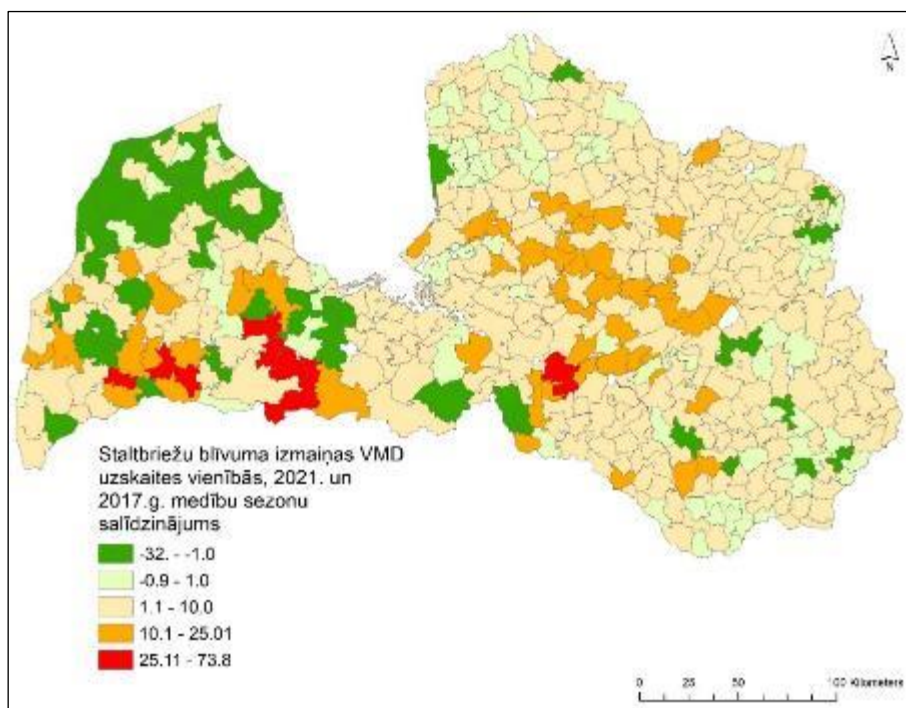 N
Staltbriežu blīvuma izmaiņas VMD
uzskaites vienībās, 2021. un
2017.g. medību sezonu
salīdzinājums
-32. - -1.0
-0.9 - 1.0
1.1 - 10.0
10.1 - 25.01
25.11 - 73.8
0 25 50 100 Kilometers